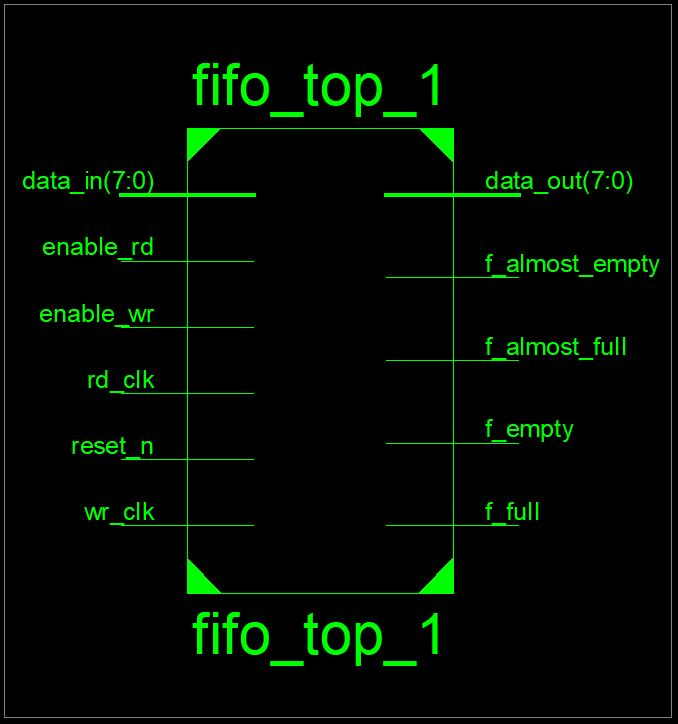 fifo_top_1
data_in(7:0)
data_out(7:0)
enable_rd
f_almost_empty
enable_wr
f_almost_full
rd_clk
f_empty
reset_n
wr_clk
f_full
fifo_top_1